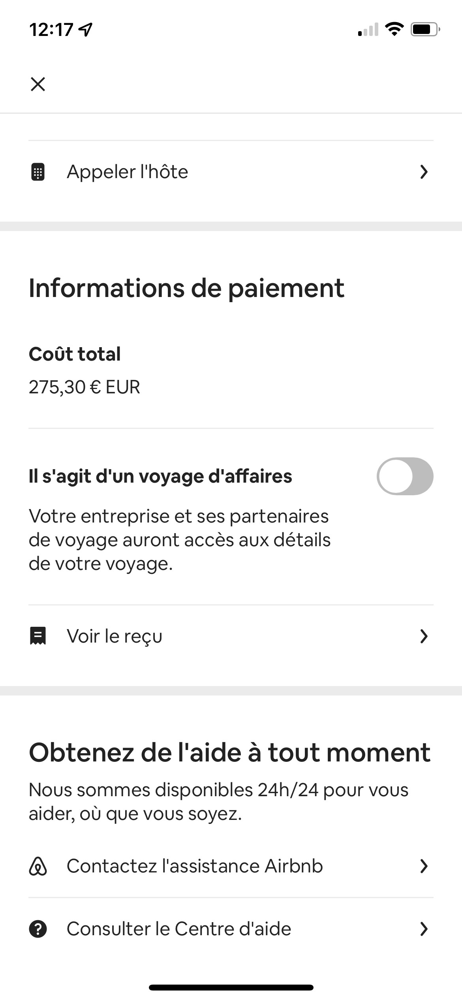 12:17
Appeler l'hôte
Informations de paiement
Coût total
275,30 € EUR
Il s'agit d'un voyage d'affaires
Votre entreprise et ses partenaires
de voyage auront accès aux détails
de votre voyage.
Voir le reçu
Obtenez de l'aide à tout moment
Nous sommes disponibles 24h/24 pour vous
aider, où que vous soyez.
Contactez l'assistance Airbnb
Consulter le Centre d'aide